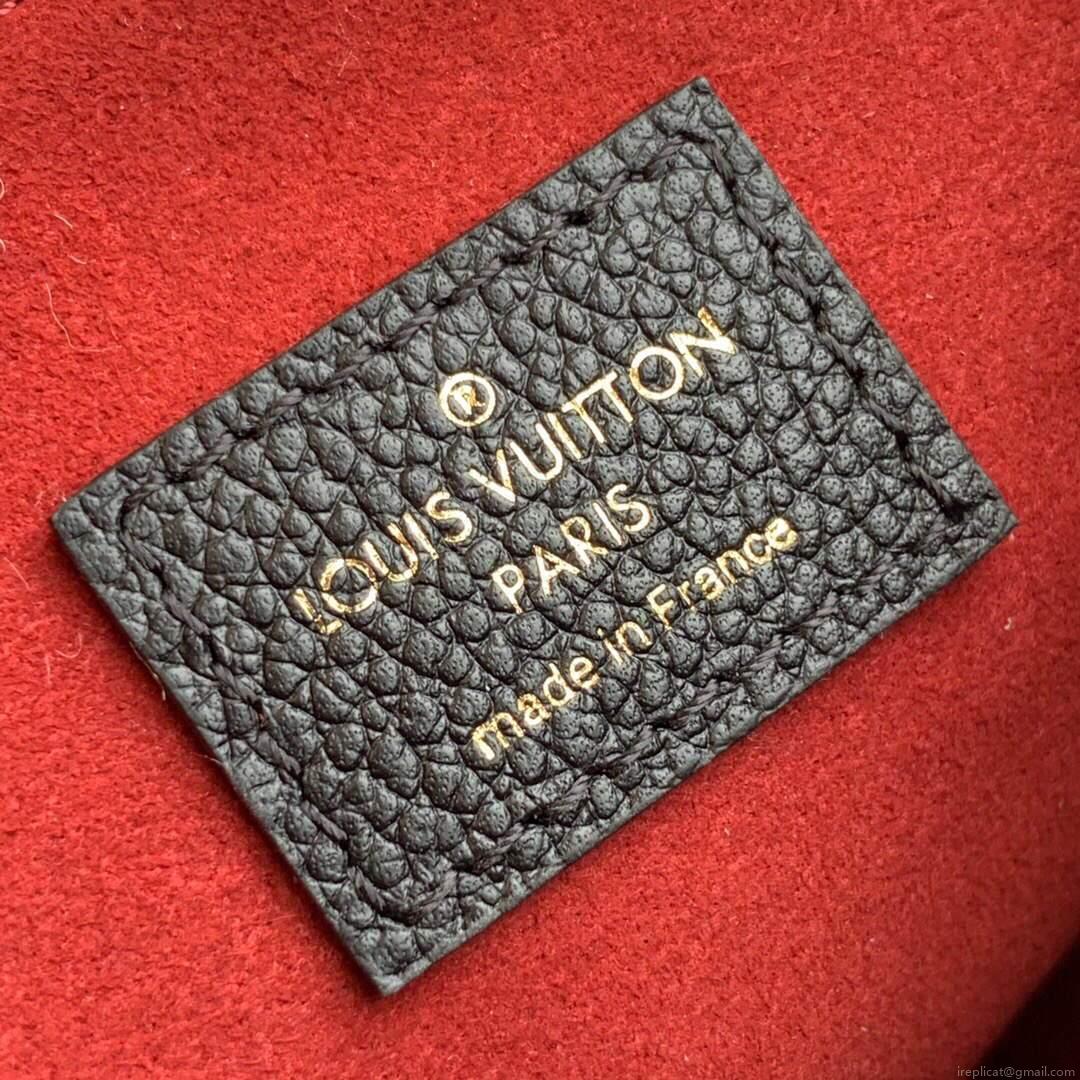 ®
LOUIS VUITTON
PARIS
made in France
ireplicat@gmail.com